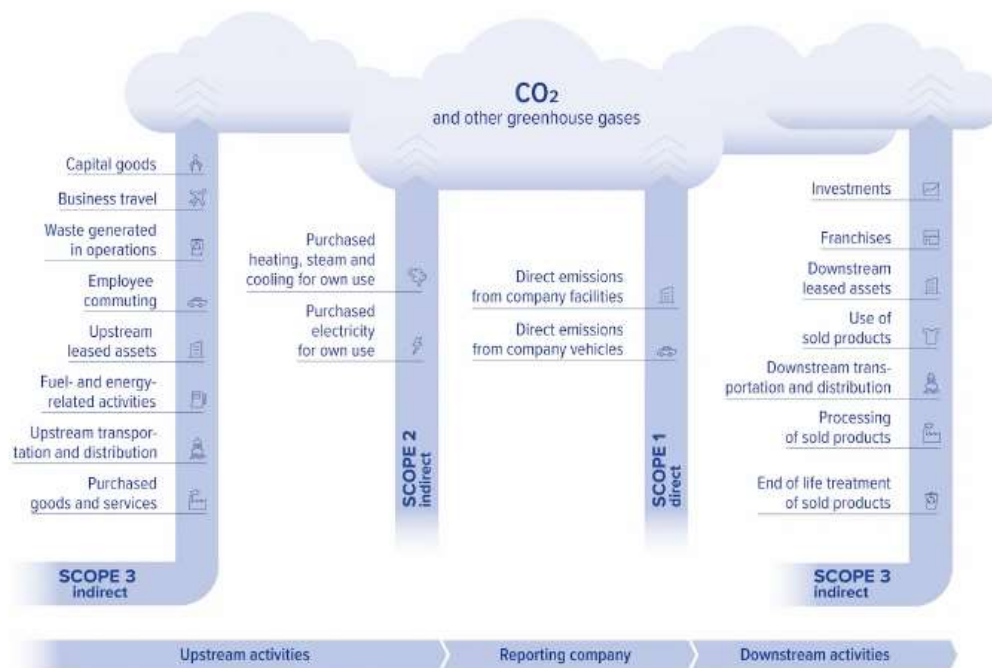 CO₂
and other greenhouse gases
Capital goods
Business travel
Waste generated
in operations
Employee
commuting
Upstream
leased assets
Fuel- and energy-
related activities
Upstream transpor-
tation and distribution
Purchased
goods and services
SCOPE 3
indirect
Purchased
heating, steam and
cooling for own use
Purchased
electricity
for own use
SCOPE 2
indirect
Direct emissions
from company facilities
Direct emissions
from company vehicles
SCOPE 1
direct
Investments
Franchises
Downstream
leased assets
Use of
sold products
Downstream trans-
portation and distribution
Processing
of sold products
End of life treatment
of sold products
SCOPE 3
indirect
Upstream activities
Reporting company
Downstream activities